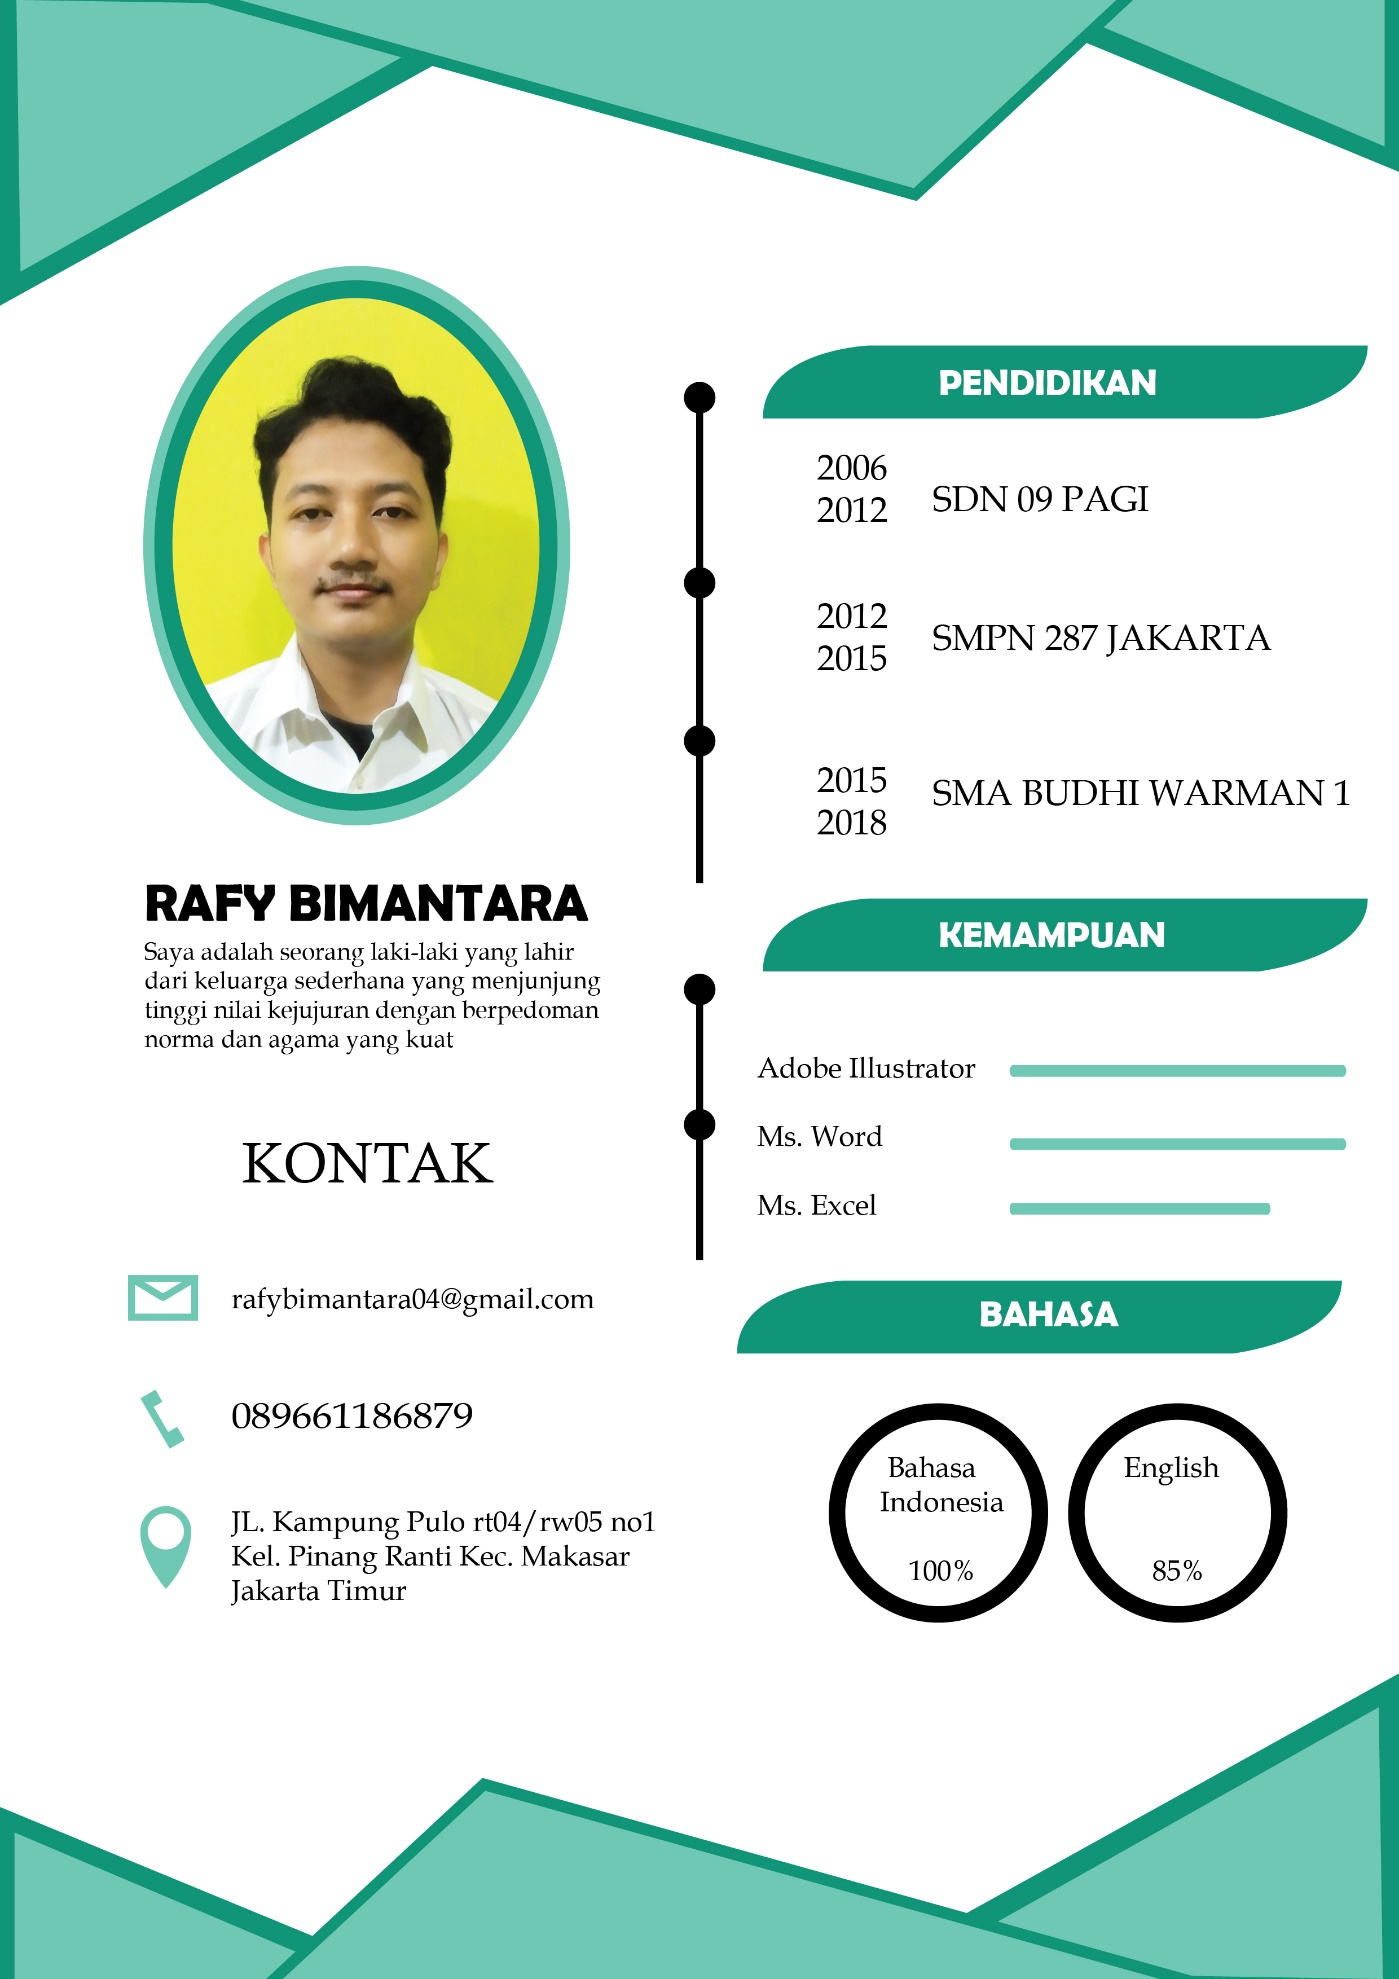 RAFY BIMANTARA
Saya adalah seorang laki-laki yang lahir
dari keluarga sederhana yang menjunjung
tinggi nilai kejujuran dengan berpedoman
norma dan agama yang kuat
KONTAK
rafybimantara04@gmail.com
089661186879
JL. Kampung Pulo rt04/rw05 no1
Kel. Pinang Ranti Kec. Makasar
Jakarta Timur
PENDIDIKAN
2006
2012
SDN 09 PAGI
2012
2015
SMPN 287 JAKARTA
2015
2018
SMA BUDHI WARMAN 1
KEMAMPUAN
Adobe Illustrator
Ms. Word
Ms. Excel
BAHASA
Bahasa
Indonesia
100%
English
85%